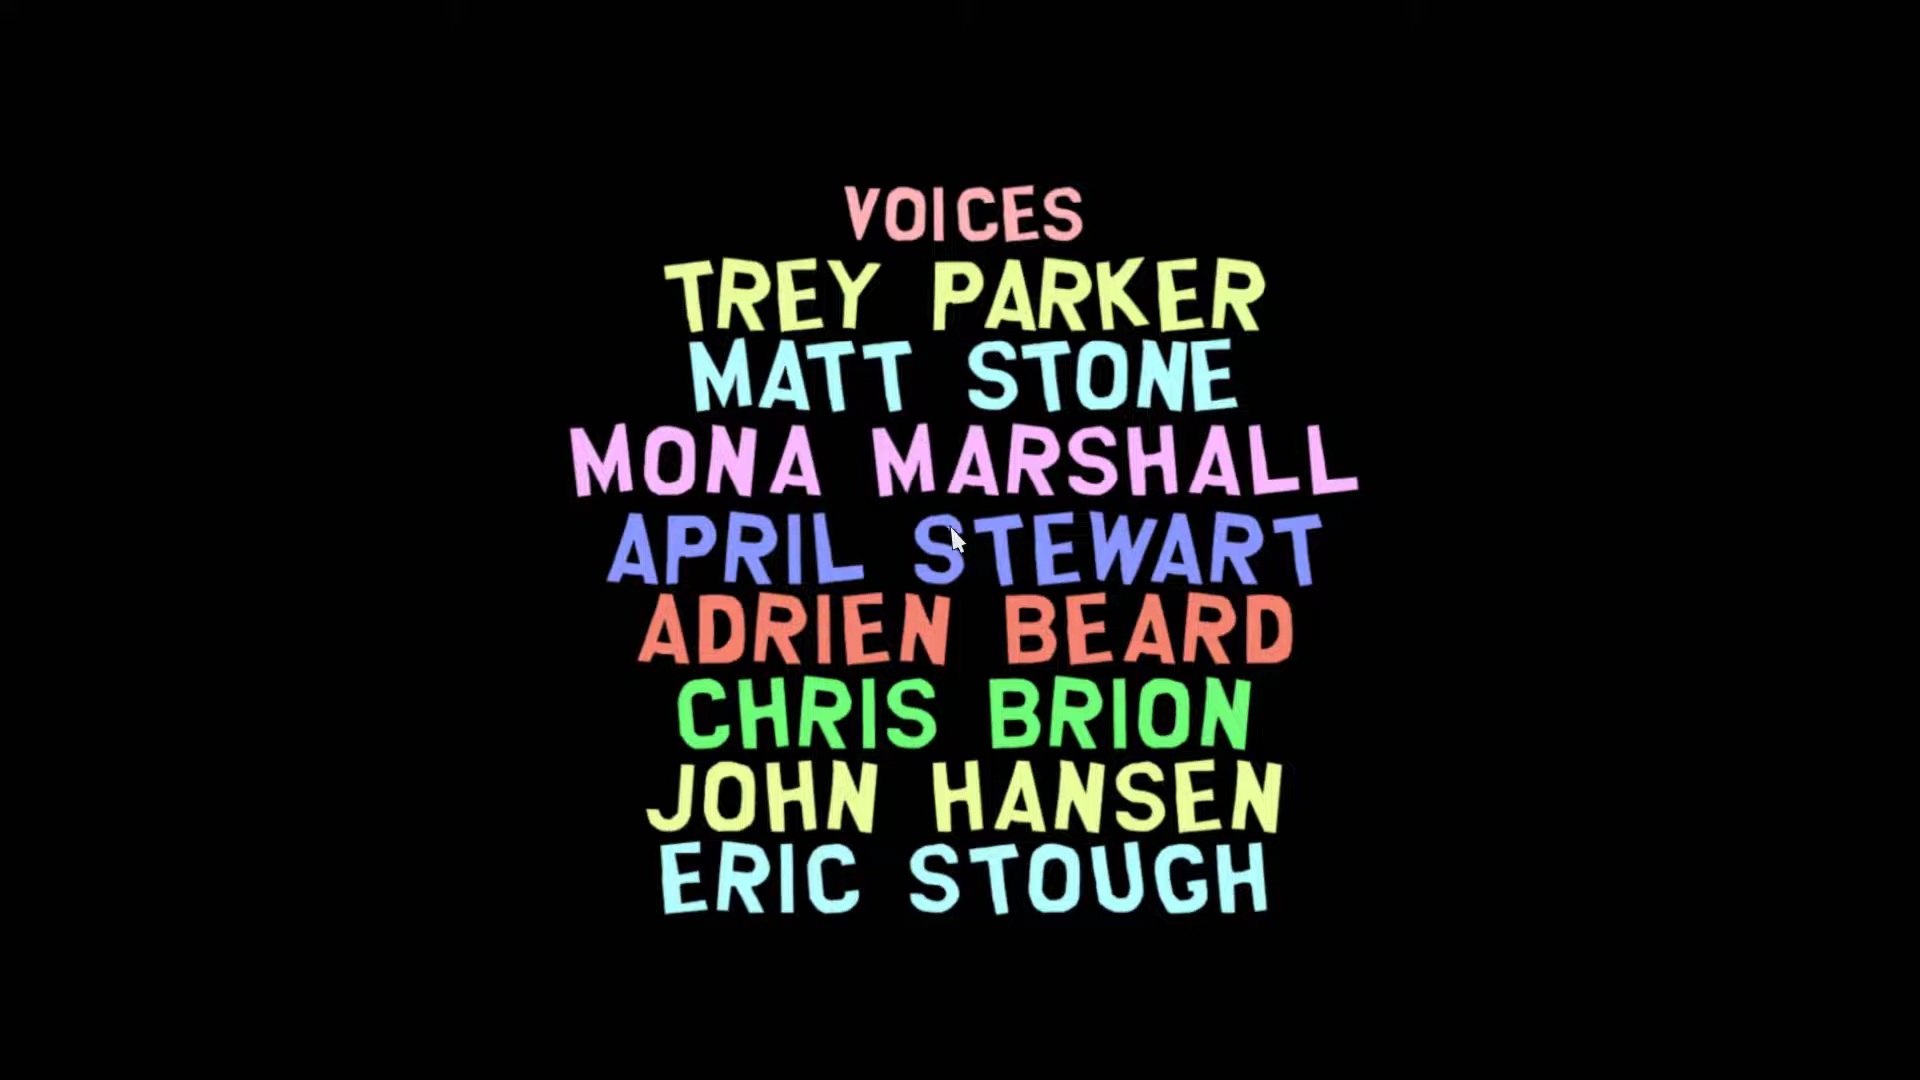 VOICES
TREY PARKER
MATT STONE
MONA MARSHALL
APRIL STEWART
ADRIEN BEARD
CHRIS BRION
JOHN HANSEN
ERIC STOUGH